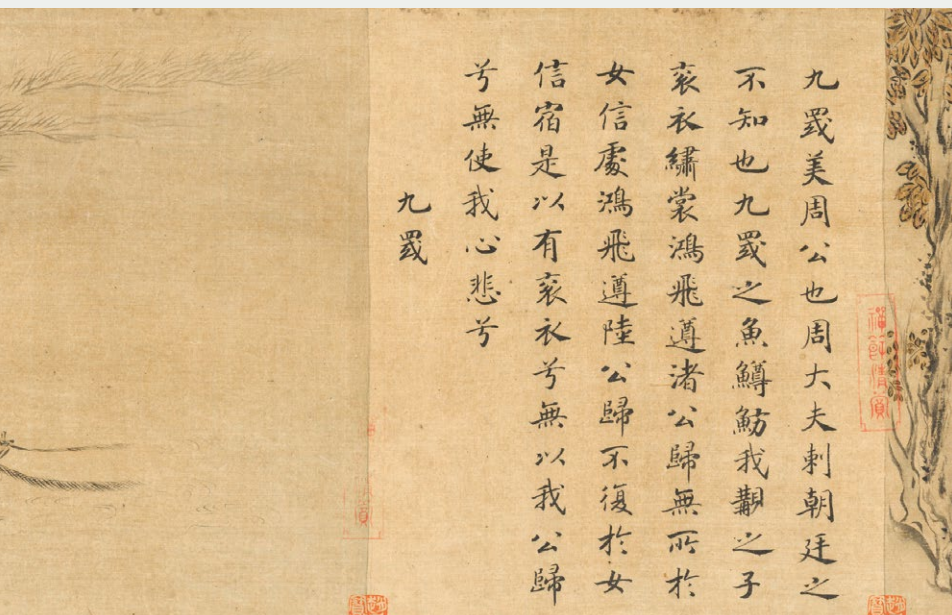 九罭美周公也周大夫刺朝廷之
不知也九罭之魚鱒魴我覯之子
袞衣繡裳鴻飛遵渚公歸無所於
女信處鴻飛遵陸公歸不復於女
信宿是以有袞衣兮無以我公歸
兮無使我心悲兮
九罭